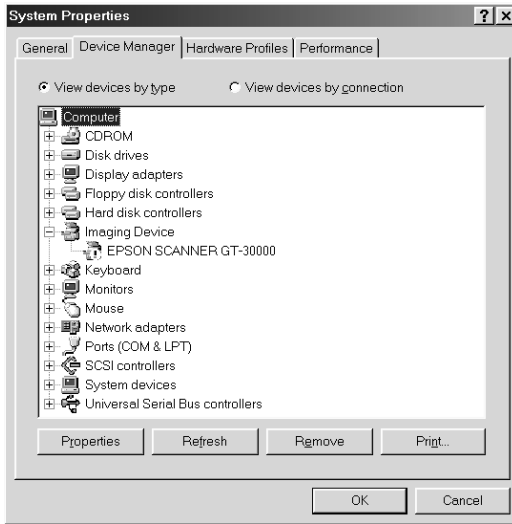 System Properties
General Device Manager Hardware Profiles Performance
View devices by type View devices by connection
Computer
CDROM
Disk drives
Display adapters
Floppy disk controllers
Hard disk controllers
Imaging Device
EPSON SCANNER GT-30000
Keyboard
Monitors
Mouse
Network adapters
Ports (COM & LPT)
SCSI controllers
System devices
Universal Serial Bus controllers
Properties Refresh Remove Print...
OK Cancel